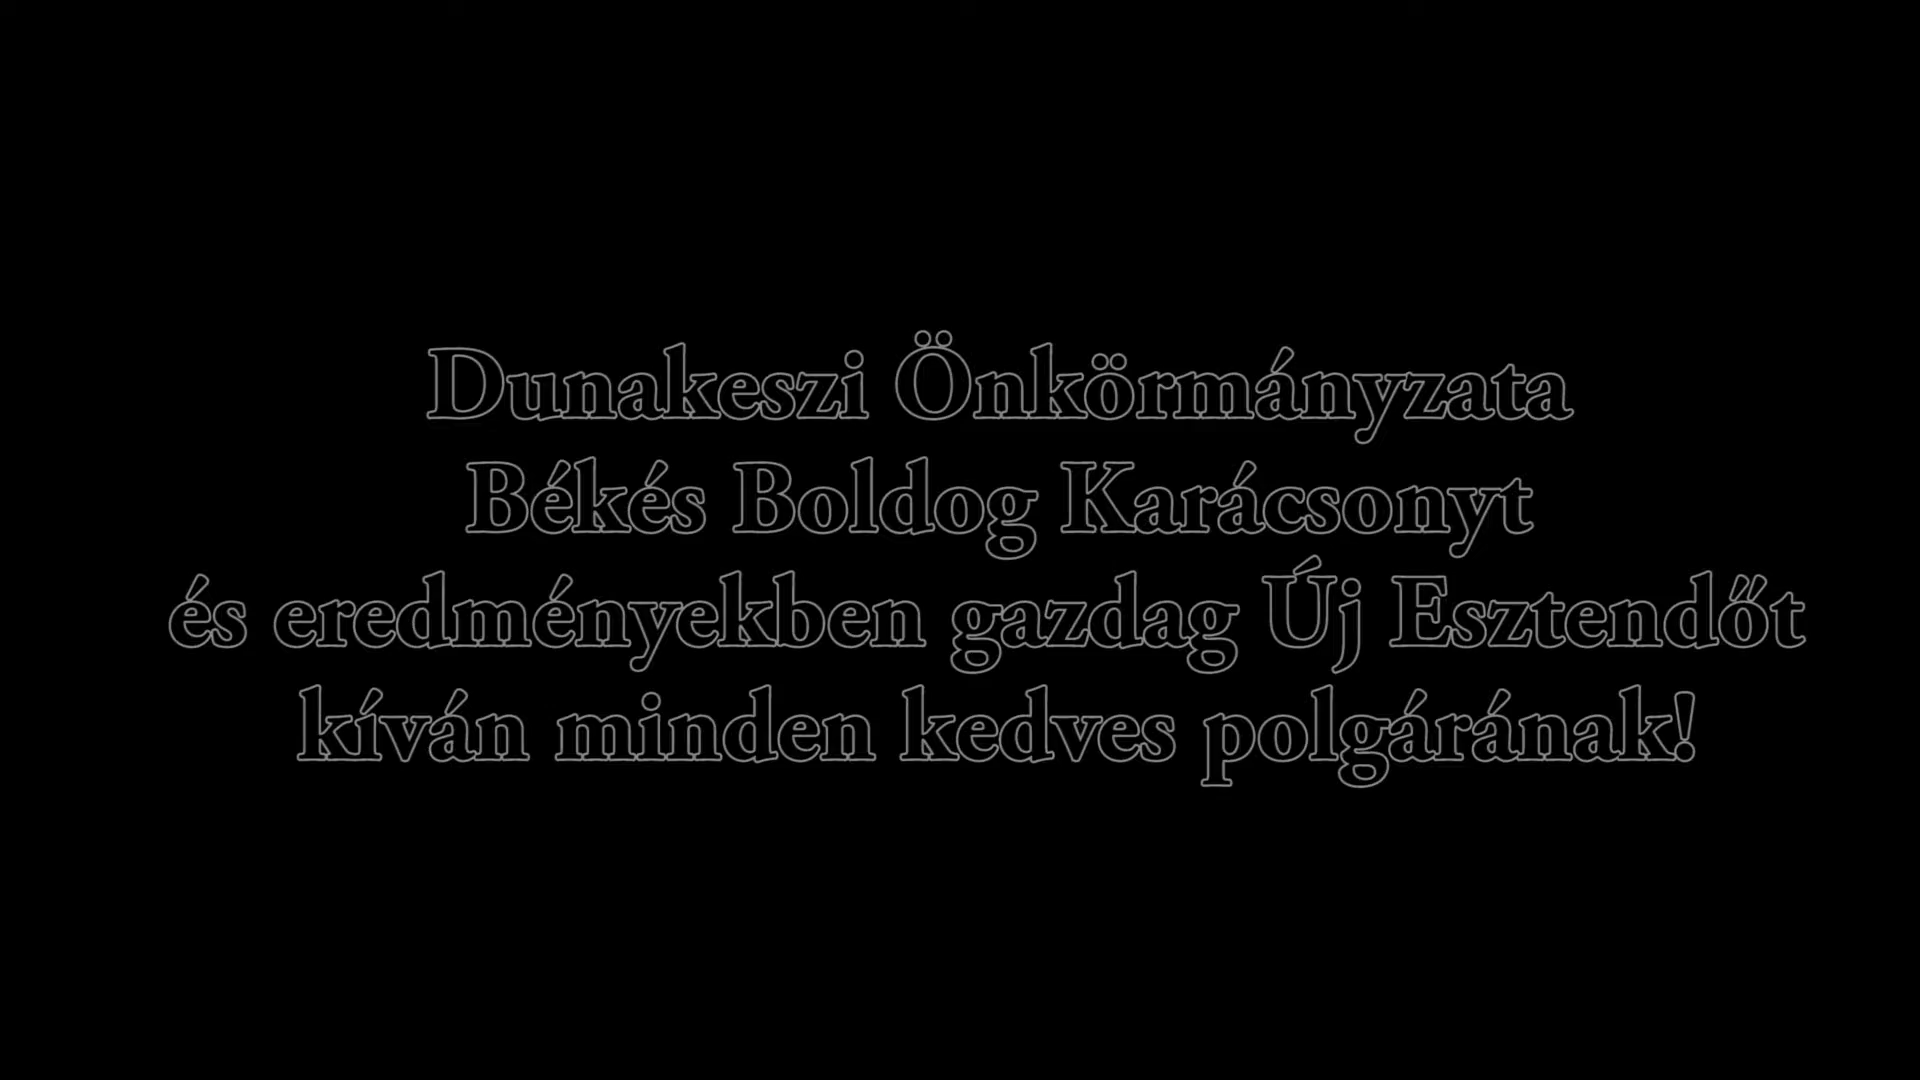 Dunakeszi Önkörmányzata
Békés Boldog Karácsonyt
és eredményekben gazdag Új Esztendőt
kíván minden kedves polgárának!